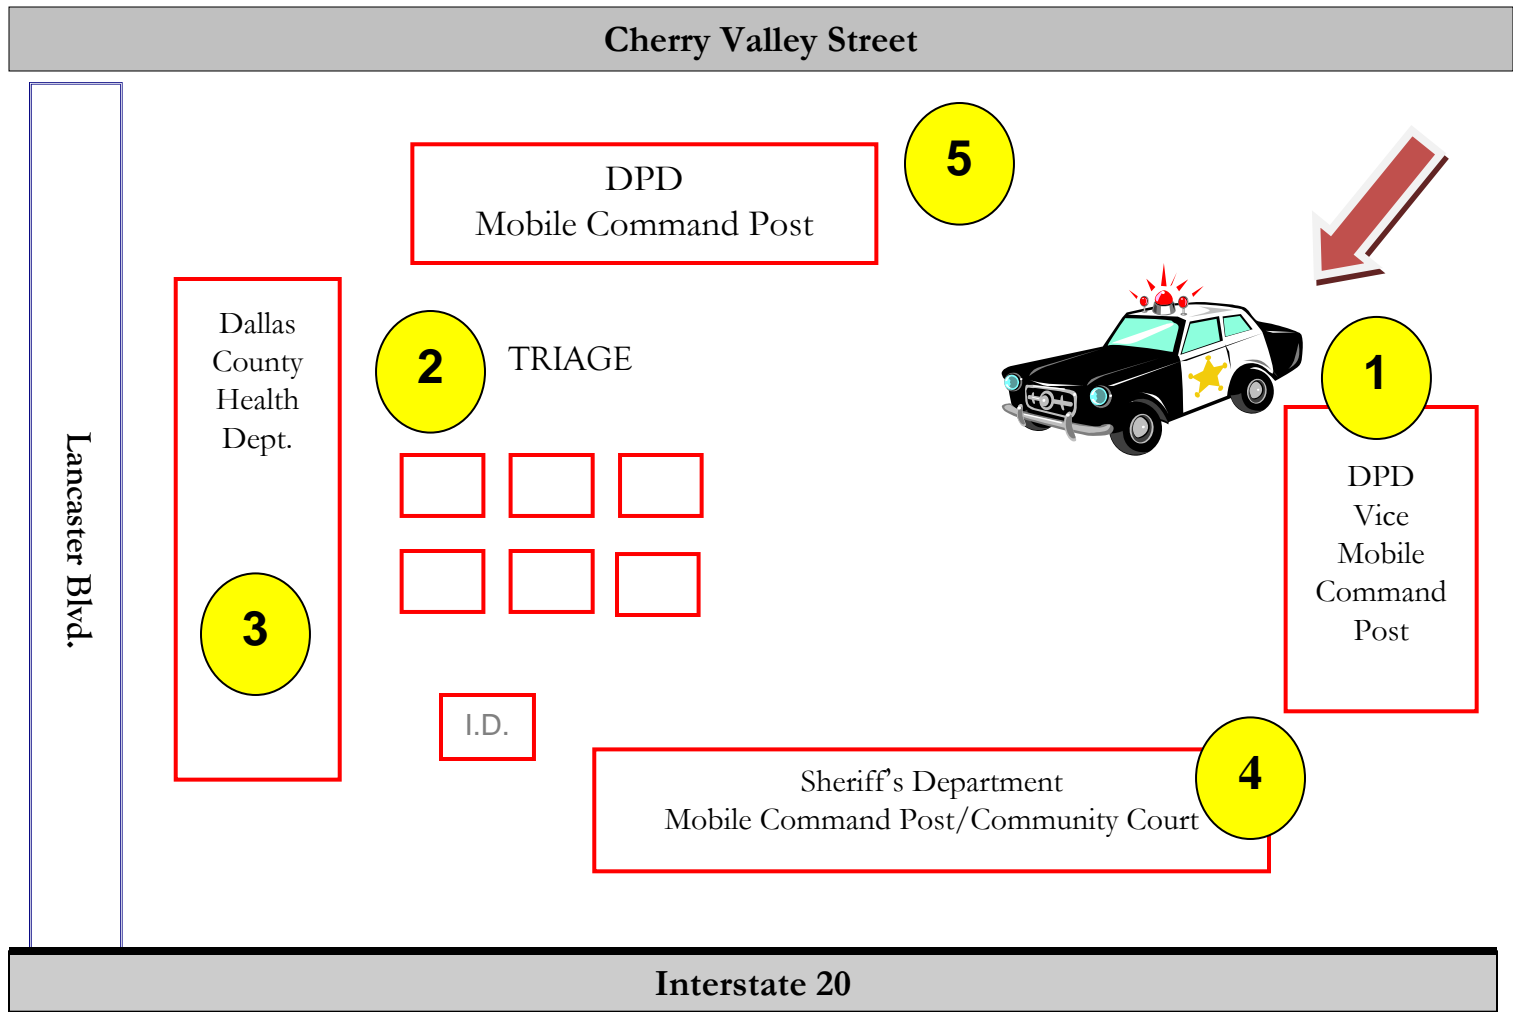 Cherry Valley Street
DPD
Mobile Command Post
5
Dallas
County
Health
Dept.
2
TRIAGE
1
DPD
Vice
Mobile
Command
Post
Lancaster Blvd.
3
I.D.
Sheriff's Department
Mobile Command Post/Community Court
4
Interstate 20